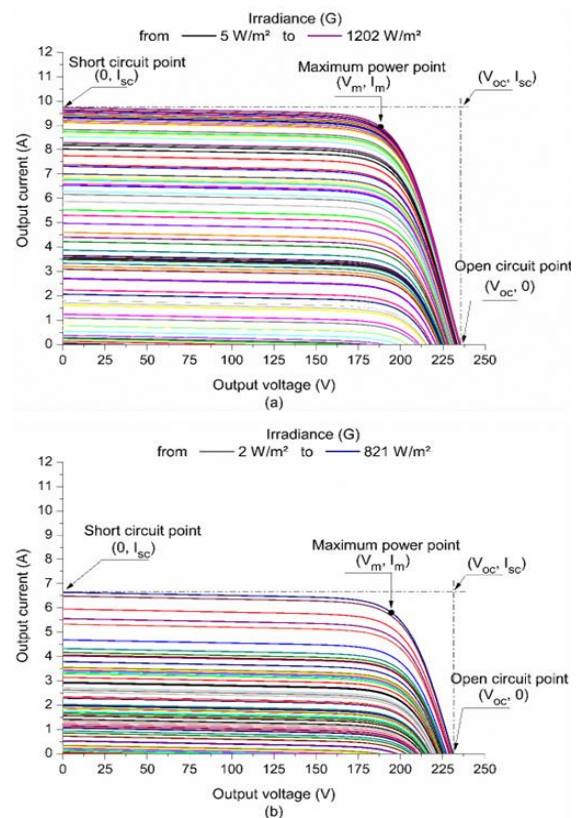 Irradiance (G)
from — 5 W/m² to — 1202 W/m²
Short circuit point
(0, Isc)
Maximum power point
(Vm, Im)
(Voc, Isc)
Open circuit point
(Voc, 0)
Output current (A)
12
11
10
9
8
7
6
5
4
3
2
1
0
0 25 50 75 100 125 150 175 200 225 250
Output voltage (V)
(a)
Irradiance (G)
from — 2 W/m² to — 821 W/m²
Short circuit point
(0, Isc)
Maximum power point
(Vm, Im)
(Voc, Isc)
Open circuit point
(Voc, 0)
Output current (A)
12
11
10
9
8
7
6
5
4
3
2
1
0
0 25 50 75 100 125 150 175 200 225 250
Output voltage (V)
(b)